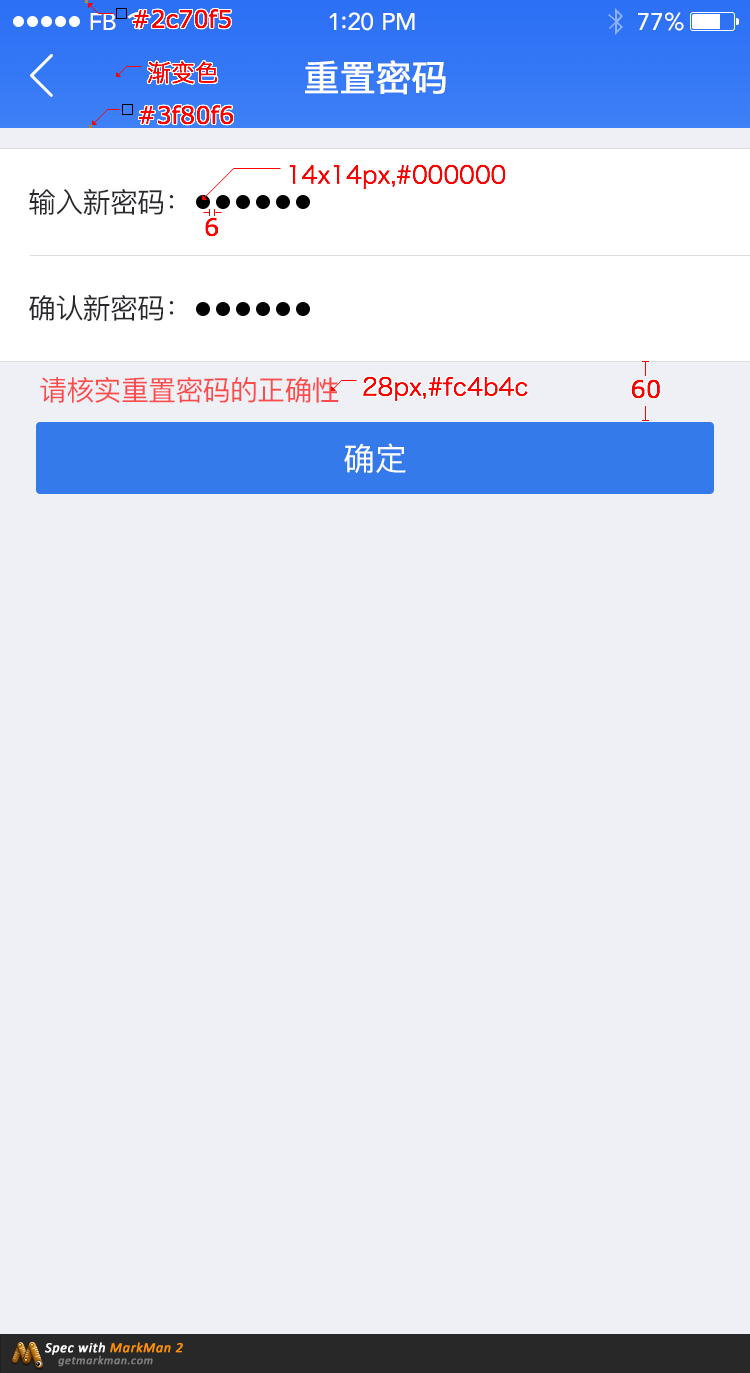 FB
#2c70f5
1:20 PM
77%
渐变色
重置密码
#3f80f6
14x14px,#000000
输入新密码：
6
确认新密码：
请核实重置密码的正确性
28px,#fc4b4c
60
确定
Spec with MarkMan 2
getmarkman.com